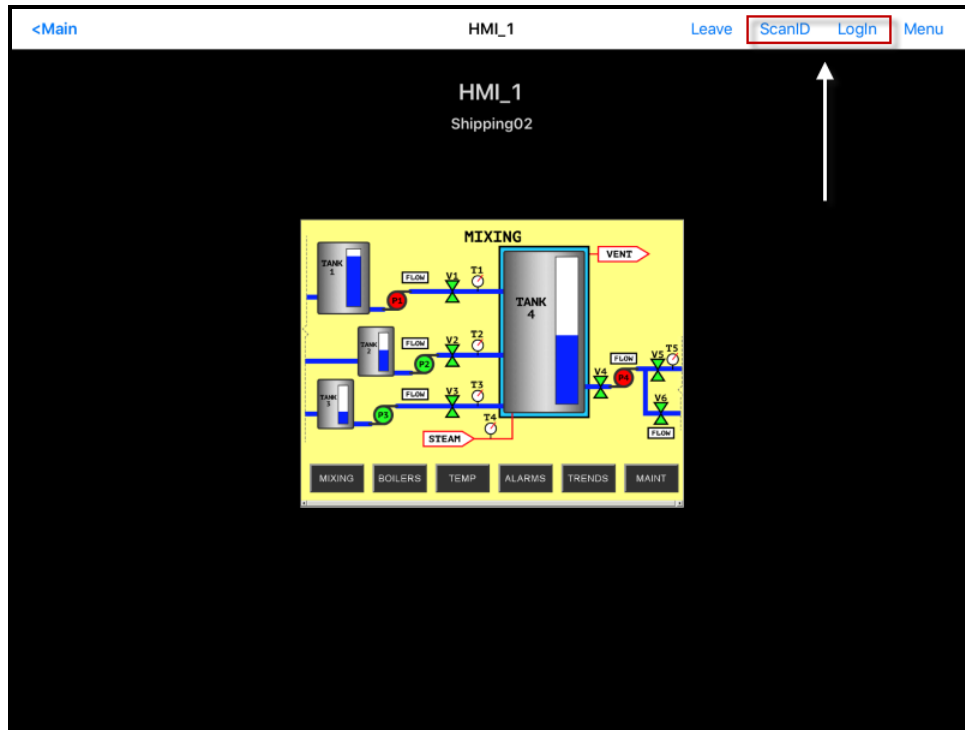 <Main HMI_1 Leave ScanID LogIn Menu
HMI_1
Shipping02
MIXING
VENT
TANK
1
FLOW V1 T1
P1
TANK
4
TANK
2
FLOW V2 T2
P2
FLOW V5 T5
V4 P4
TANK
3
FLOW V3 T3
P3
V6
T4
STEAM
FLOW
MIXING BOILERS TEMP ALARMS TRENDS MAINT